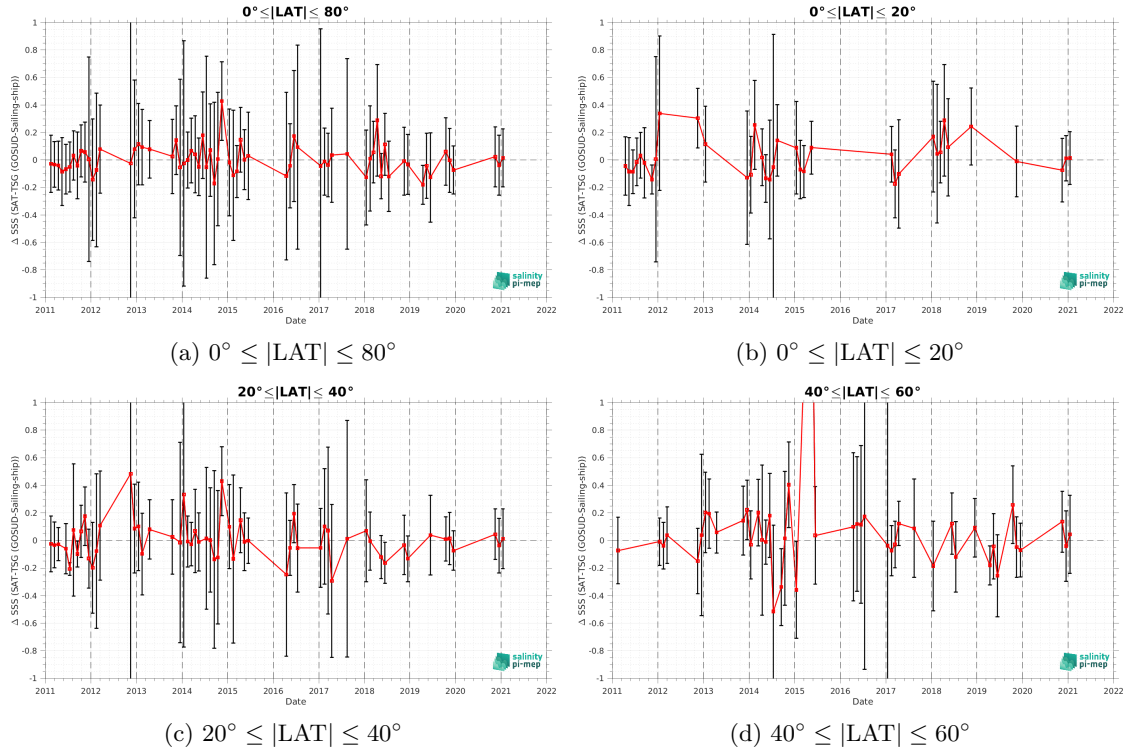 0°≤|LAT|≤ 80°
Δ SSS (SAT-TSG (GOSUD-Sailing-ship))
1
0.8
0.6
0.4
0.2
0
-0.2
-0.4
-0.6
-0.8
-1
2011 2012 2013 2014 2015 2016 2017 2018 2019 2020 2021 2022
Date
salinity
pi-mep
(a) 0° ≤ |LAT| ≤ 80°
0°≤|LAT|≤ 20°
Δ SSS (SAT-TSG (GOSUD-Sailing-ship))
1
0.8
0.6
0.4
0.2
0
-0.2
-0.4
-0.6
-0.8
-1
2011 2012 2013 2014 2015 2016 2017 2018 2019 2020 2021 2022
Date
salinity
pi-mep
(b) 0° ≤ |LAT| ≤ 20°
20°≤|LAT|≤ 40°
Δ SSS (SAT-TSG (GOSUD-Sailing-ship))
1
0.8
0.6
0.4
0.2
0
-0.2
-0.4
-0.6
-0.8
-1
2011 2012 2013 2014 2015 2016 2017 2018 2019 2020 2021 2022
Date
salinity
pi-mep
(c) 20° ≤ |LAT| ≤ 40°
40°≤|LAT|≤ 60°
Δ SSS (SAT-TSG (GOSUD-Sailing-ship))
1
0.8
0.6
0.4
0.2
0
-0.2
-0.4
-0.6
-0.8
-1
2011 2012 2013 2014 2015 2016 2017 2018 2019 2020 2021 2022
Date
salinity
pi-mep
(d) 40° ≤ |LAT| ≤ 60°